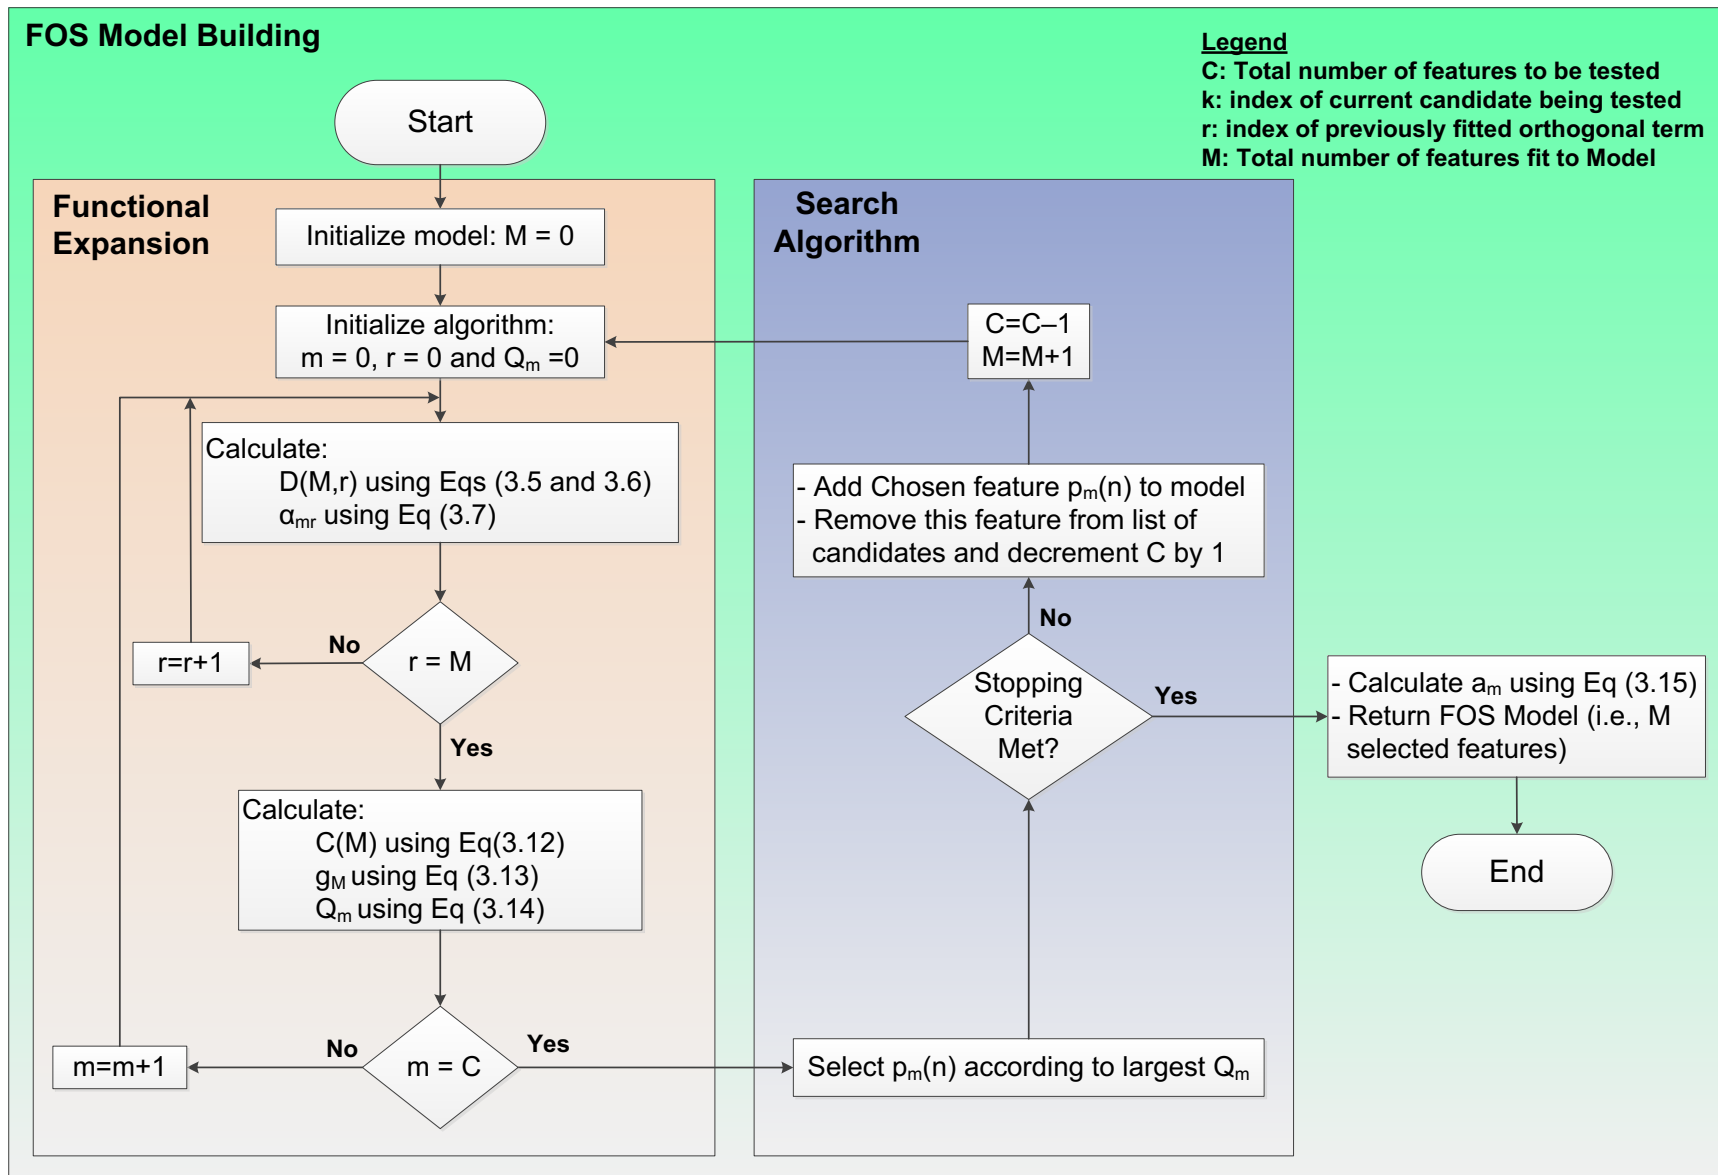 FOS Model Building
Legend
C: Total number of features to be tested
k: index of current candidate being tested
r: index of previously fitted orthogonal term
M: Total number of features fit to Model
Start
Functional
Expansion
Initialize model: M = 0
Initialize algorithm:
m = 0, r = 0 and Qₘ =0
Calculate:
D(M,r) using Eqs (3.5 and 3.6)
αₘᵣ using Eq (3.7)
r = M
No
r=r+1
Yes
Calculate:
C(M) using Eq(3.12)
g_M using Eq (3.13)
Qₘ using Eq (3.14)
m = C
No
m=m+1
Yes
Search
Algorithm
C=C–1
M=M+1
- Add Chosen feature pₘ(n) to model
- Remove this feature from list of
candidates and decrement C by 1
No
Stopping
Criteria
Met?
Yes
Select pₘ(n) according to largest Qₘ
- Calculate aₘ using Eq (3.15)
- Return FOS Model (i.e., M
selected features)
End